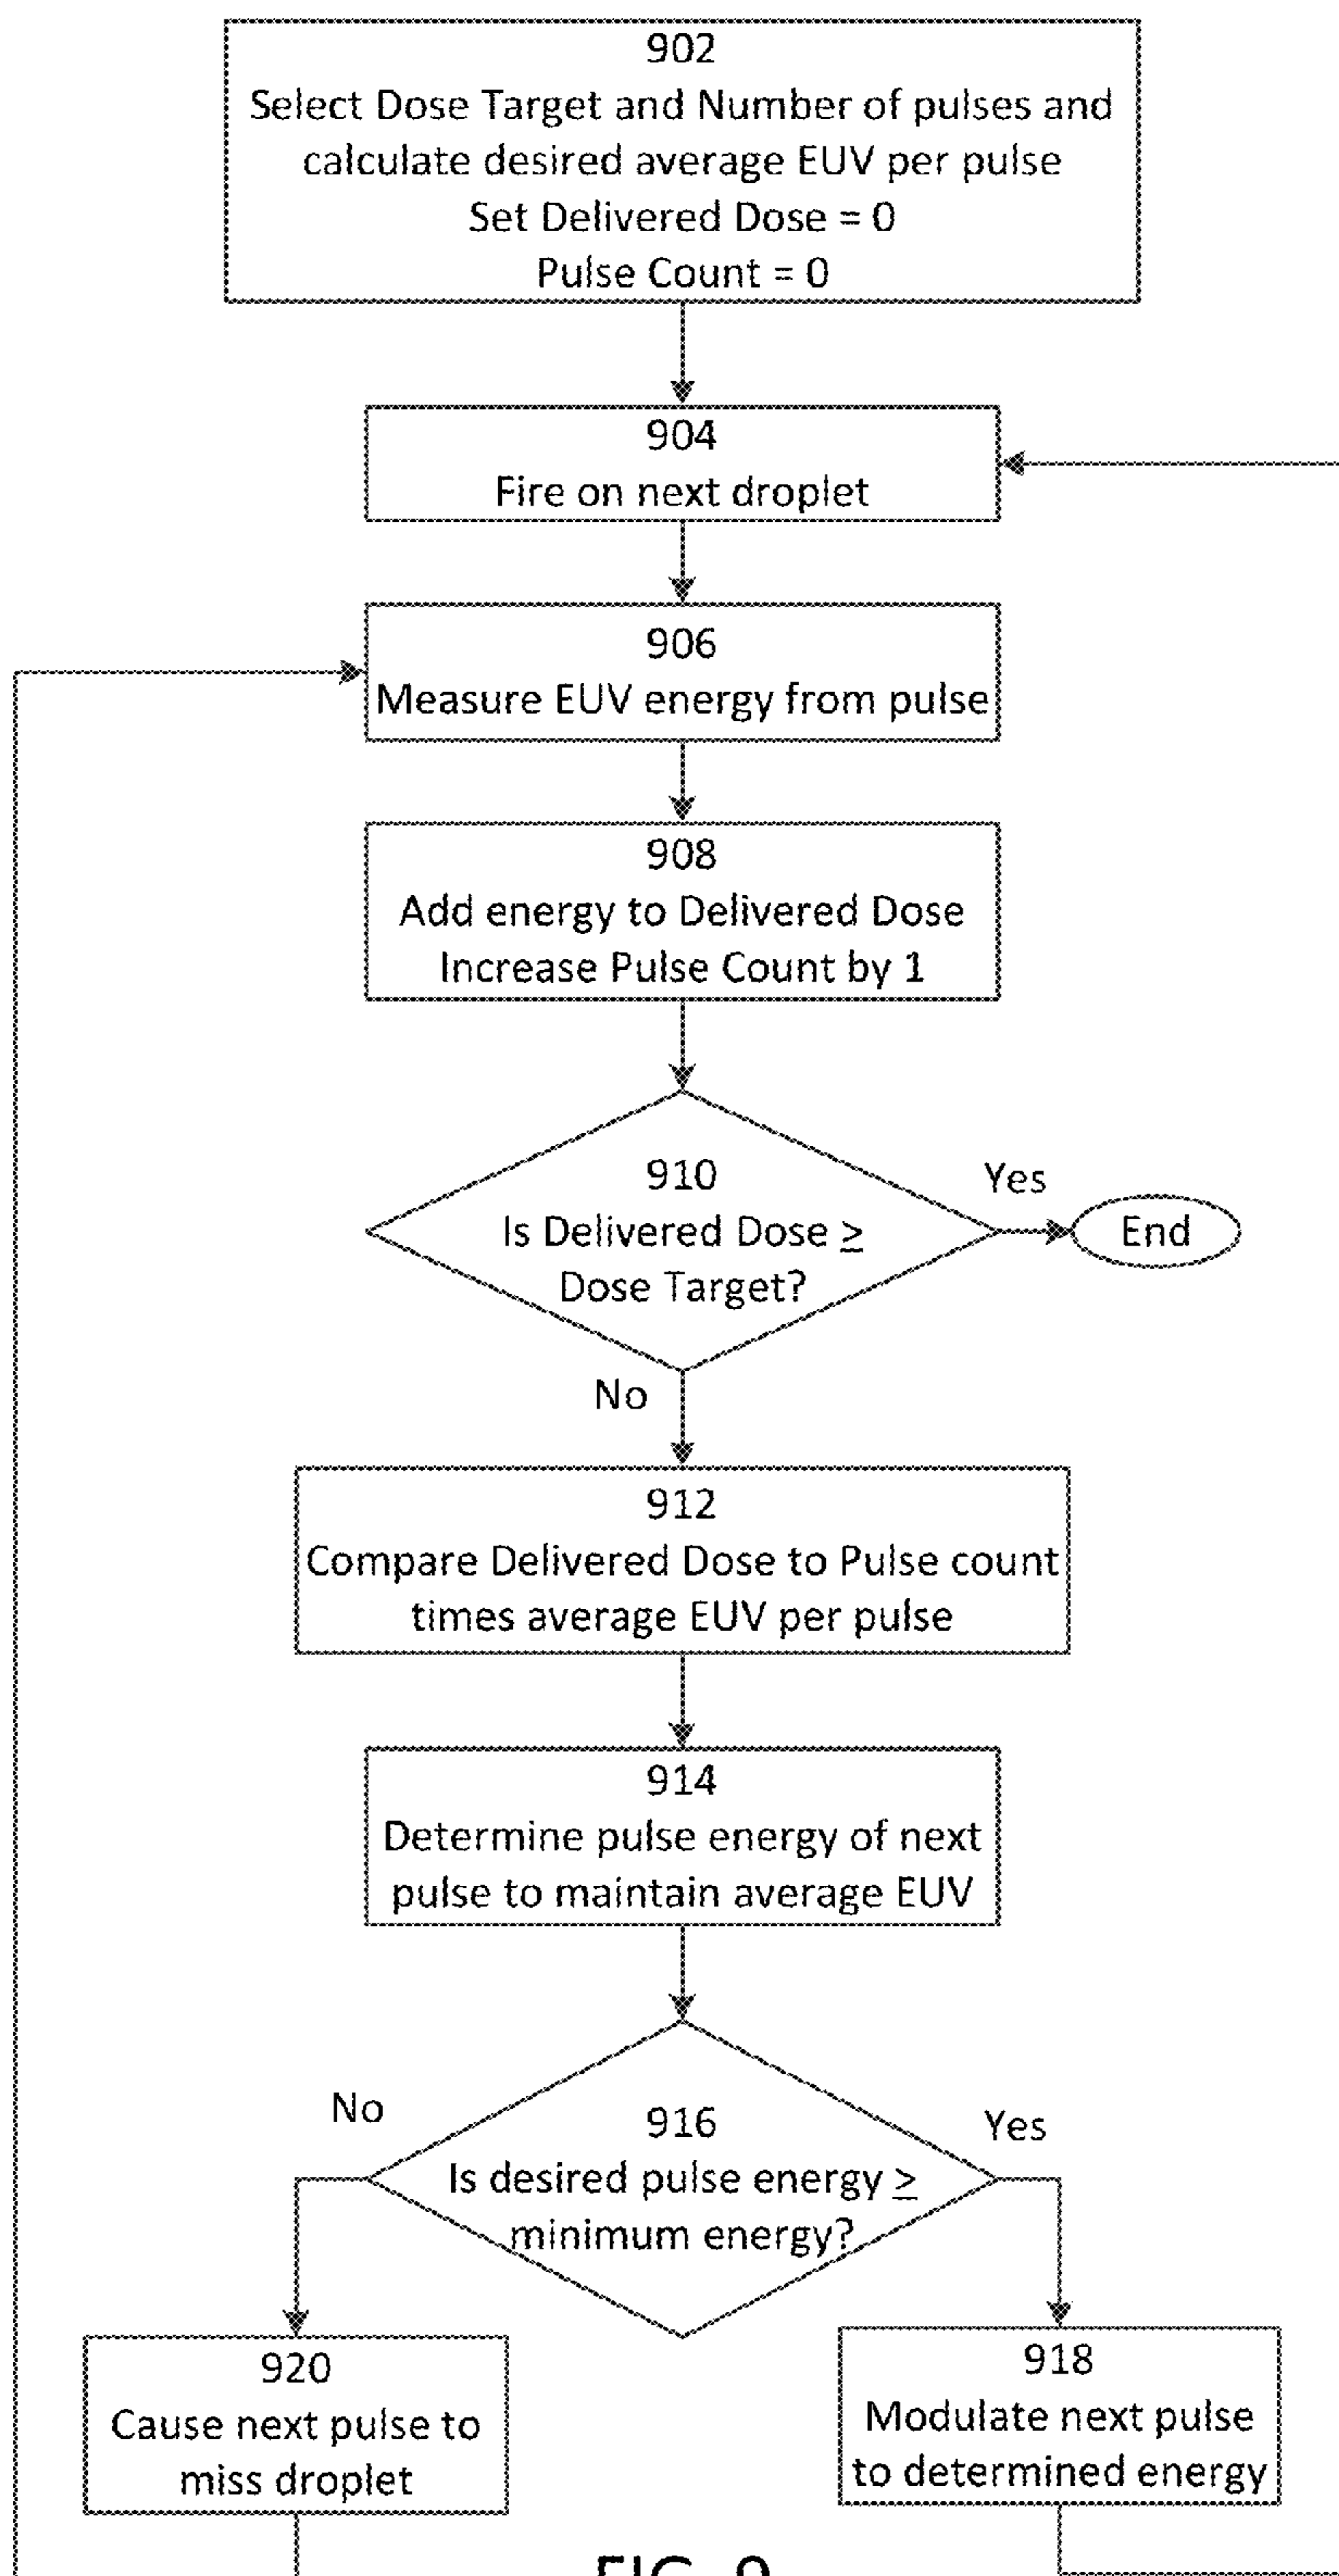 902
Select Dose Target and Number of pulses and
calculate desired average EUV per pulse
Set Delivered Dose = 0
Pulse Count = 0
904
Fire on next droplet
906
Measure EUV energy from pulse
908
Add energy to Delivered Dose
Increase Pulse Count by 1
910
Is Delivered Dose ≥
Dose Target?
Yes
End
No
912
Compare Delivered Dose to Pulse count
times average EUV per pulse
914
Determine pulse energy of next
pulse to maintain average EUV
No
916
Is desired pulse energy ≥
minimum energy?
Yes
920
Cause next pulse to
miss droplet
918
Modulate next pulse
to determined energy
FIG. 9